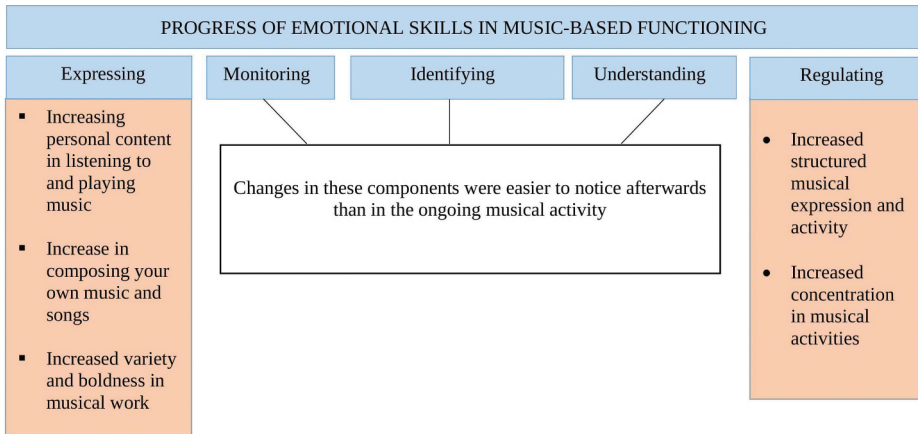 PROGRESS OF EMOTIONAL SKILLS IN MUSIC-BASED FUNCTIONING
Expressing
Monitoring
Identifying
Understanding
Regulating
▪ Increasing
personal content
in listening to
and playing
music
▪ Increase in
composing your
own music and
songs
▪ Increased variety
and boldness in
musical work
Changes in these components were easier to notice afterwards
than in the ongoing musical activity
● Increased
structured
musical
expression and
activity
● Increased
concentration
in musical
activities